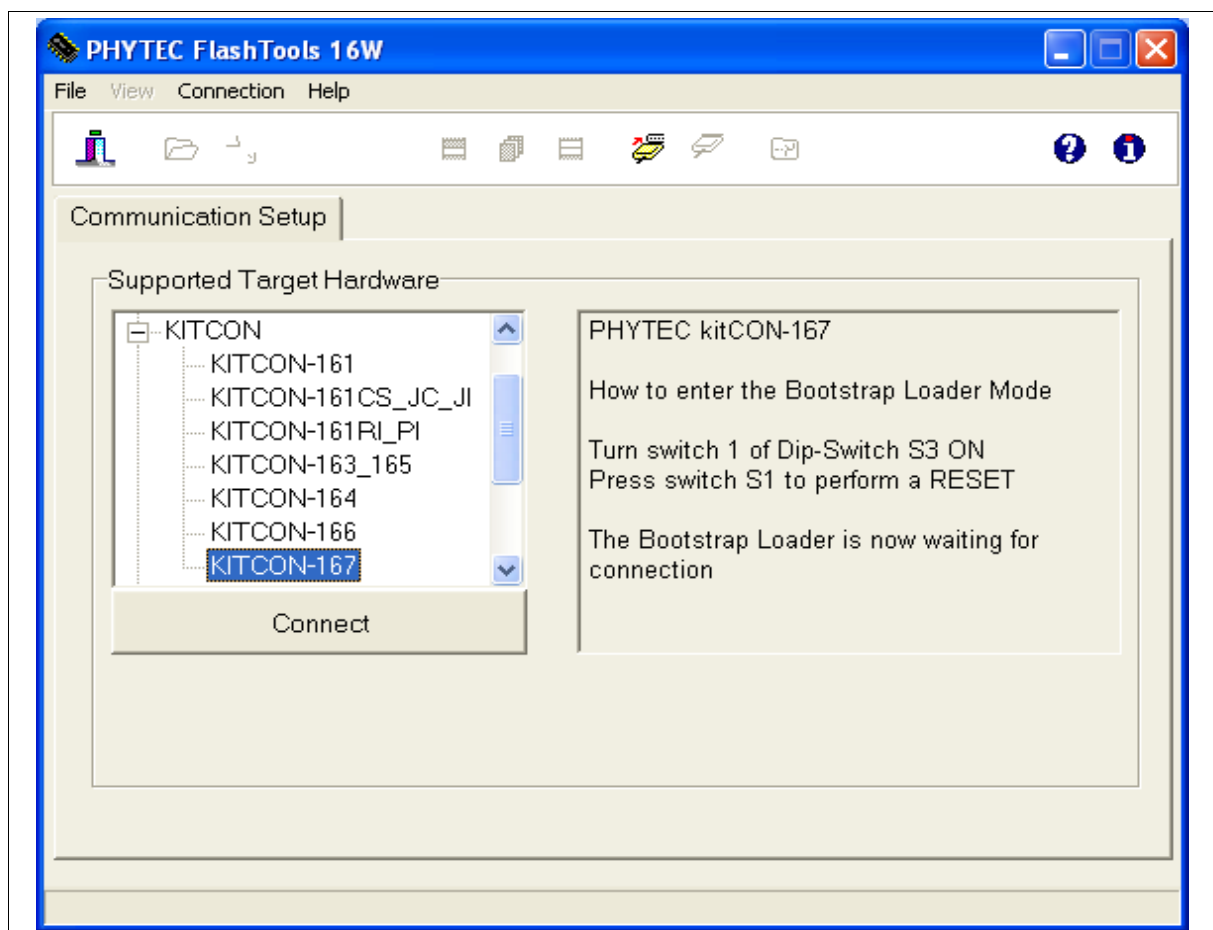 PHYTEC FlashTools 16W
File View Connection Help
Communication Setup
Supported Target Hardware
KITCON
KITCON-161
KITCON-161CS_JC_JI
KITCON-161RI_PI
KITCON-163_165
KITCON-164
KITCON-166
KITCON-167
Connect
PHYTEC kitCON-167
How to enter the Bootstrap Loader Mode
Turn switch 1 of Dip-Switch S3 ON
Press switch S1 to perform a RESET
The Bootstrap Loader is now waiting for
connection